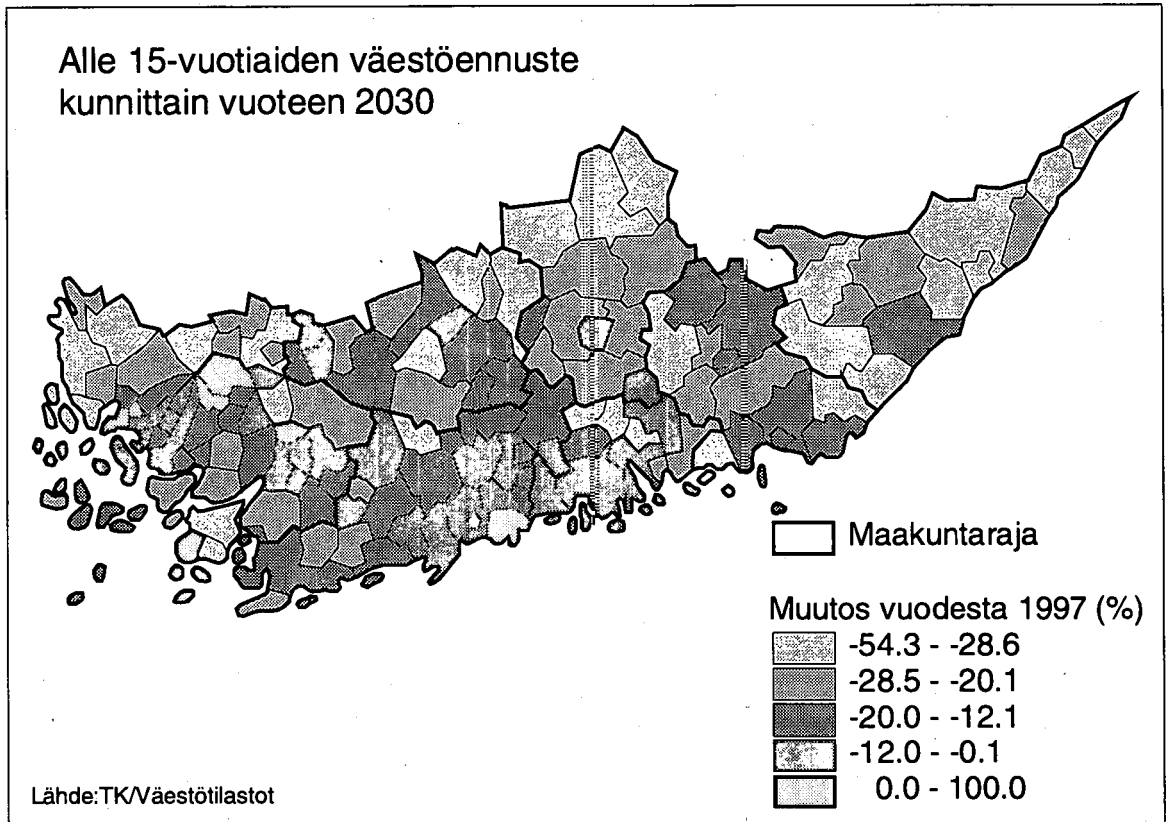 Alle 15-vuotiaiden väestöennuste
kunnittain vuoteen 2030
Maakuntaraja
Muutos vuodesta 1997 (%)
-54.3 - -28.6
-28.5 - -20.1
-20.0 - -12.1
-12.0 - -0.1
0.0 - 100.0
Lähde:TK/Väestötilastot